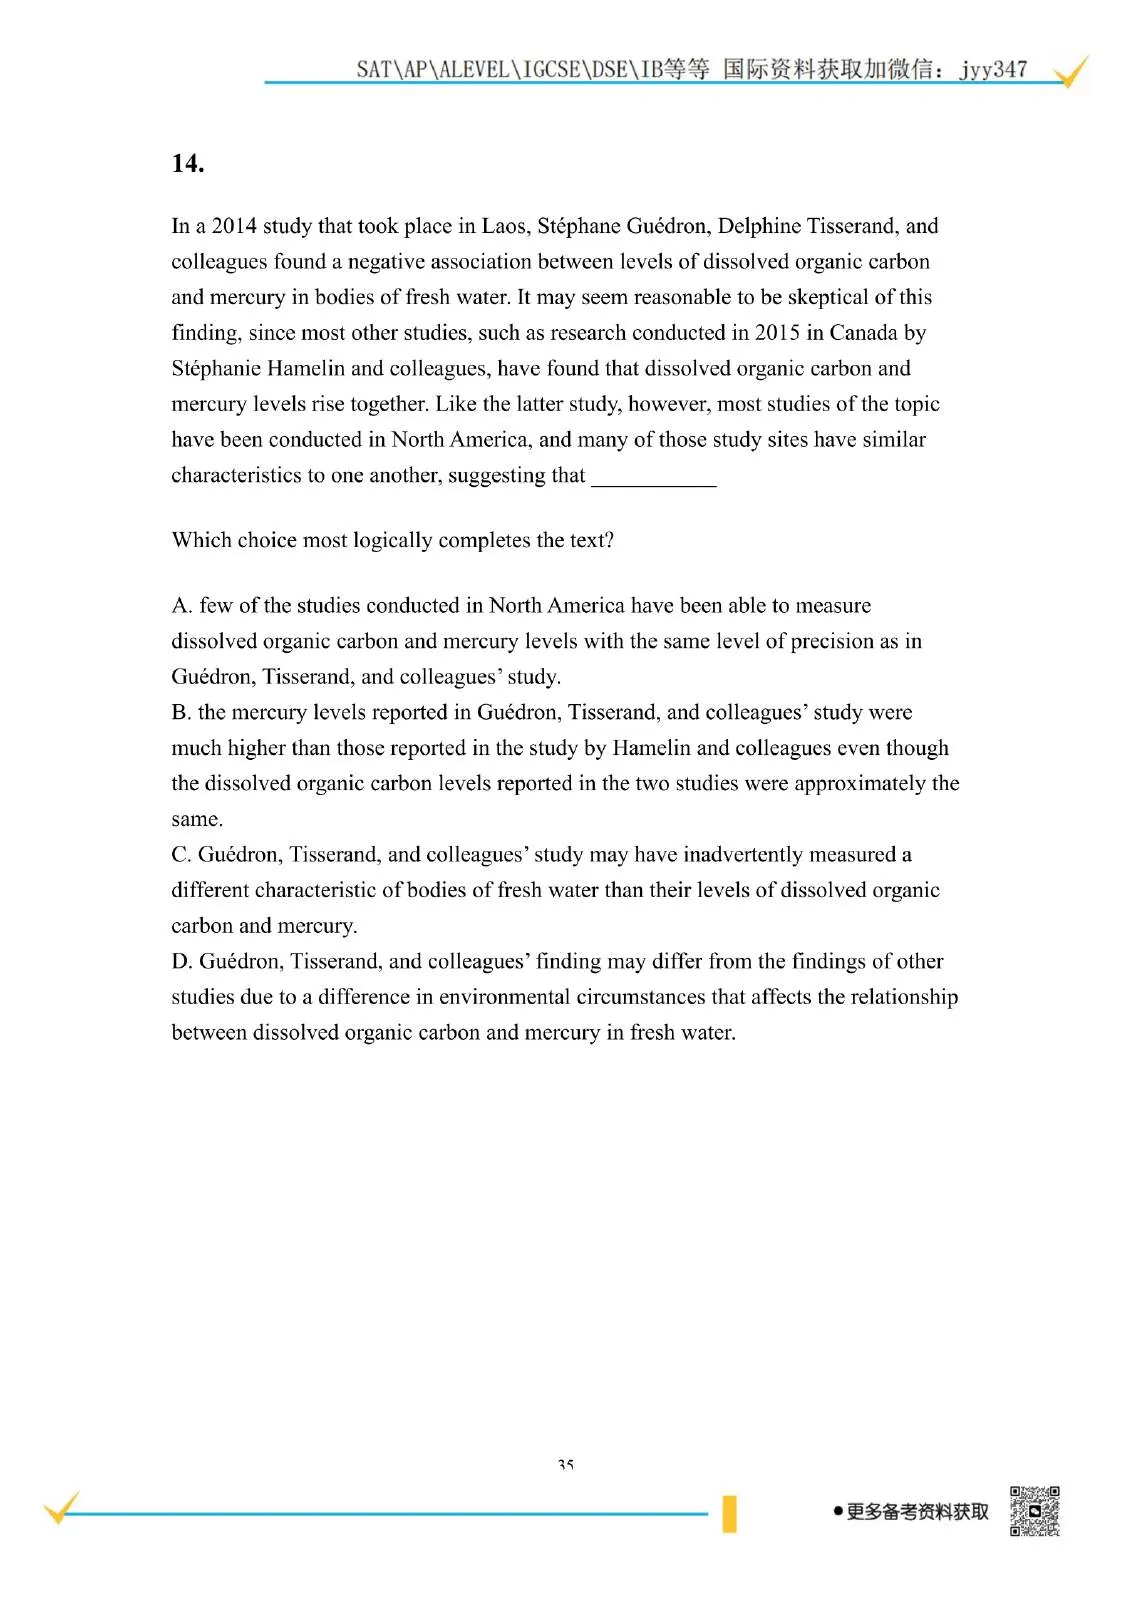 SAT\AP\ALEVEL\IGCSE\DSE\IB等等 国际资料获取加微信：jyy347
14.
In a 2014 study that took place in Laos, Stéphane Guédron, Delphine Tisserand, and
colleagues found a negative association between levels of dissolved organic carbon
and mercury in bodies of fresh water. It may seem reasonable to be skeptical of this
finding, since most other studies, such as research conducted in 2015 in Canada by
Stéphanie Hamelin and colleagues, have found that dissolved organic carbon and
mercury levels rise together. Like the latter study, however, most studies of the topic
have been conducted in North America, and many of those study sites have similar
characteristics to one another, suggesting that ___________
Which choice most logically completes the text?
A. few of the studies conducted in North America have been able to measure
dissolved organic carbon and mercury levels with the same level of precision as in
Guédron, Tisserand, and colleagues’ study.
B. the mercury levels reported in Guédron, Tisserand, and colleagues’ study were
much higher than those reported in the study by Hamelin and colleagues even though
the dissolved organic carbon levels reported in the two studies were approximately the
same.
C. Guédron, Tisserand, and colleagues’ study may have inadvertently measured a
different characteristic of bodies of fresh water than their levels of dissolved organic
carbon and mercury.
D. Guédron, Tisserand, and colleagues’ finding may differ from the findings of other
studies due to a difference in environmental circumstances that affects the relationship
between dissolved organic carbon and mercury in fresh water.
35
●更多备考资料获取